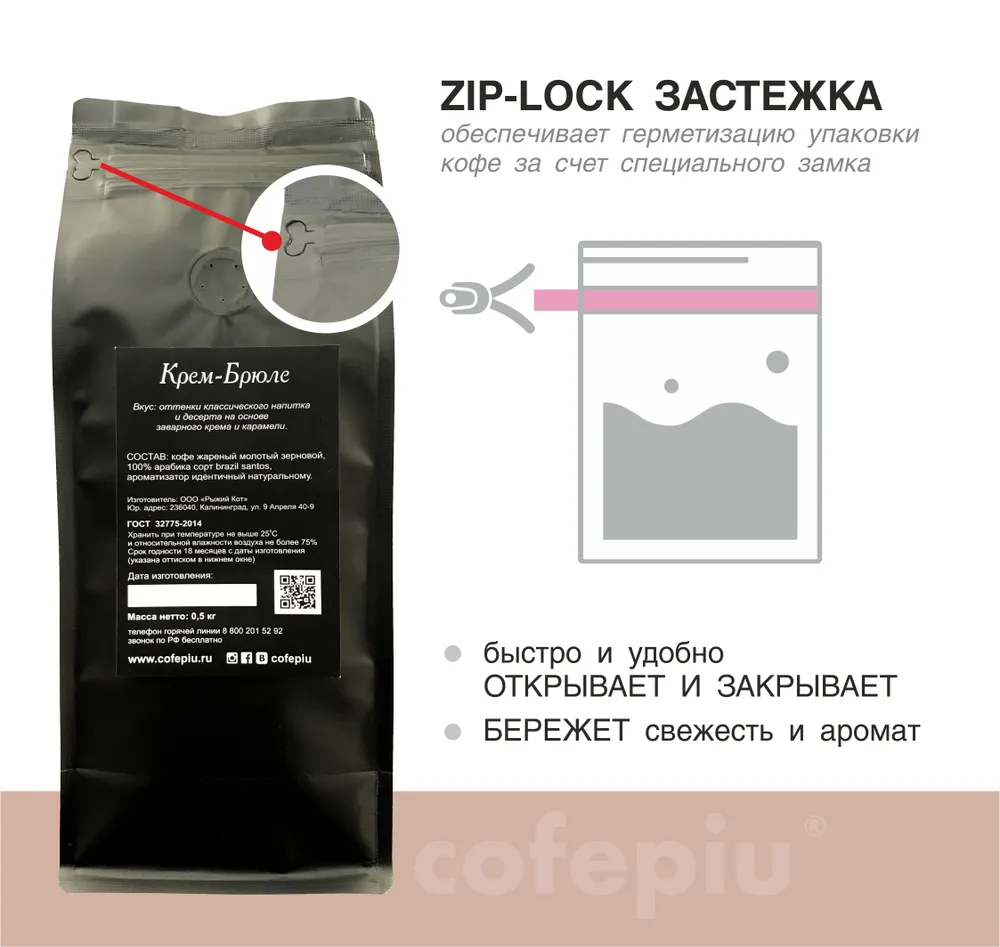 ZIP-LOCK ЗАСТЕЖКА
обеспечивает герметизацию упаковки
кофе за счет специального замка
Крем-Брюле
Вкус: оттенки классического напитка
и десерта на основе
заварного крема и карамели.
СОСТАВ: кофе жареный молотый зерновой,
100% арабика сорт brazil santos,
ароматизатор идентичный натуральному.
Изготовитель: ООО «Рыжий Кот»
Юр. адрес: 236040, Калининград, ул. 9 Апреля 40-9
ГОСТ 32775-2014
Хранить при температуре не выше 25°С
и относительной влажности воздуха не более 75%
Срок годности 18 месяцев с даты изготовления
(указана оттиском в нижнем окне)
Дата изготовления:
Масса нетто: 0,5 кг
телефон горячей линии 8 800 201 52 92
звонок по РФ бесплатно
www.cofepiu.ru cofepiu
быстро и удобно
ОТКРЫВАЕТ И ЗАКРЫВАЕТ
БЕРЕЖЕТ свежесть и аромат
cofepiu®